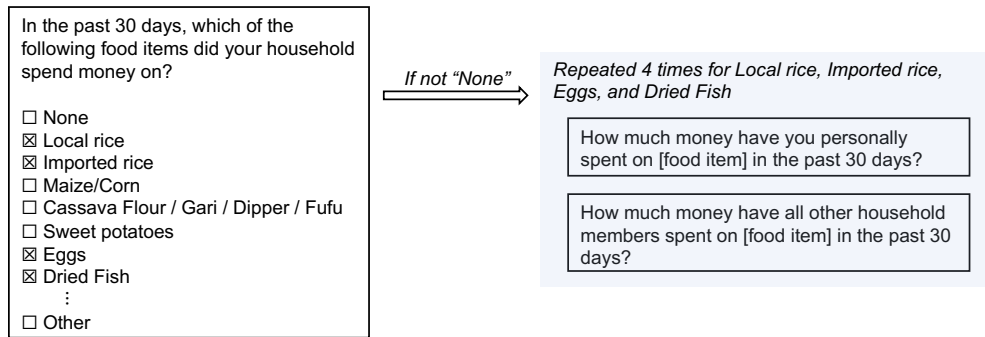 In the past 30 days, which of the
following food items did your household
spend money on?
☐ None
☒ Local rice
☒ Imported rice
☐ Maize/Corn
☐ Cassava Flour / Gari / Dipper / Fufu
☐ Sweet potatoes
☒ Eggs
☒ Dried Fish
⋮
☐ Other
If not “None”
Repeated 4 times for Local rice, Imported rice,
Eggs, and Dried Fish
How much money have you personally
spent on [food item] in the past 30 days?
How much money have all other household
members spent on [food item] in the past 30
days?